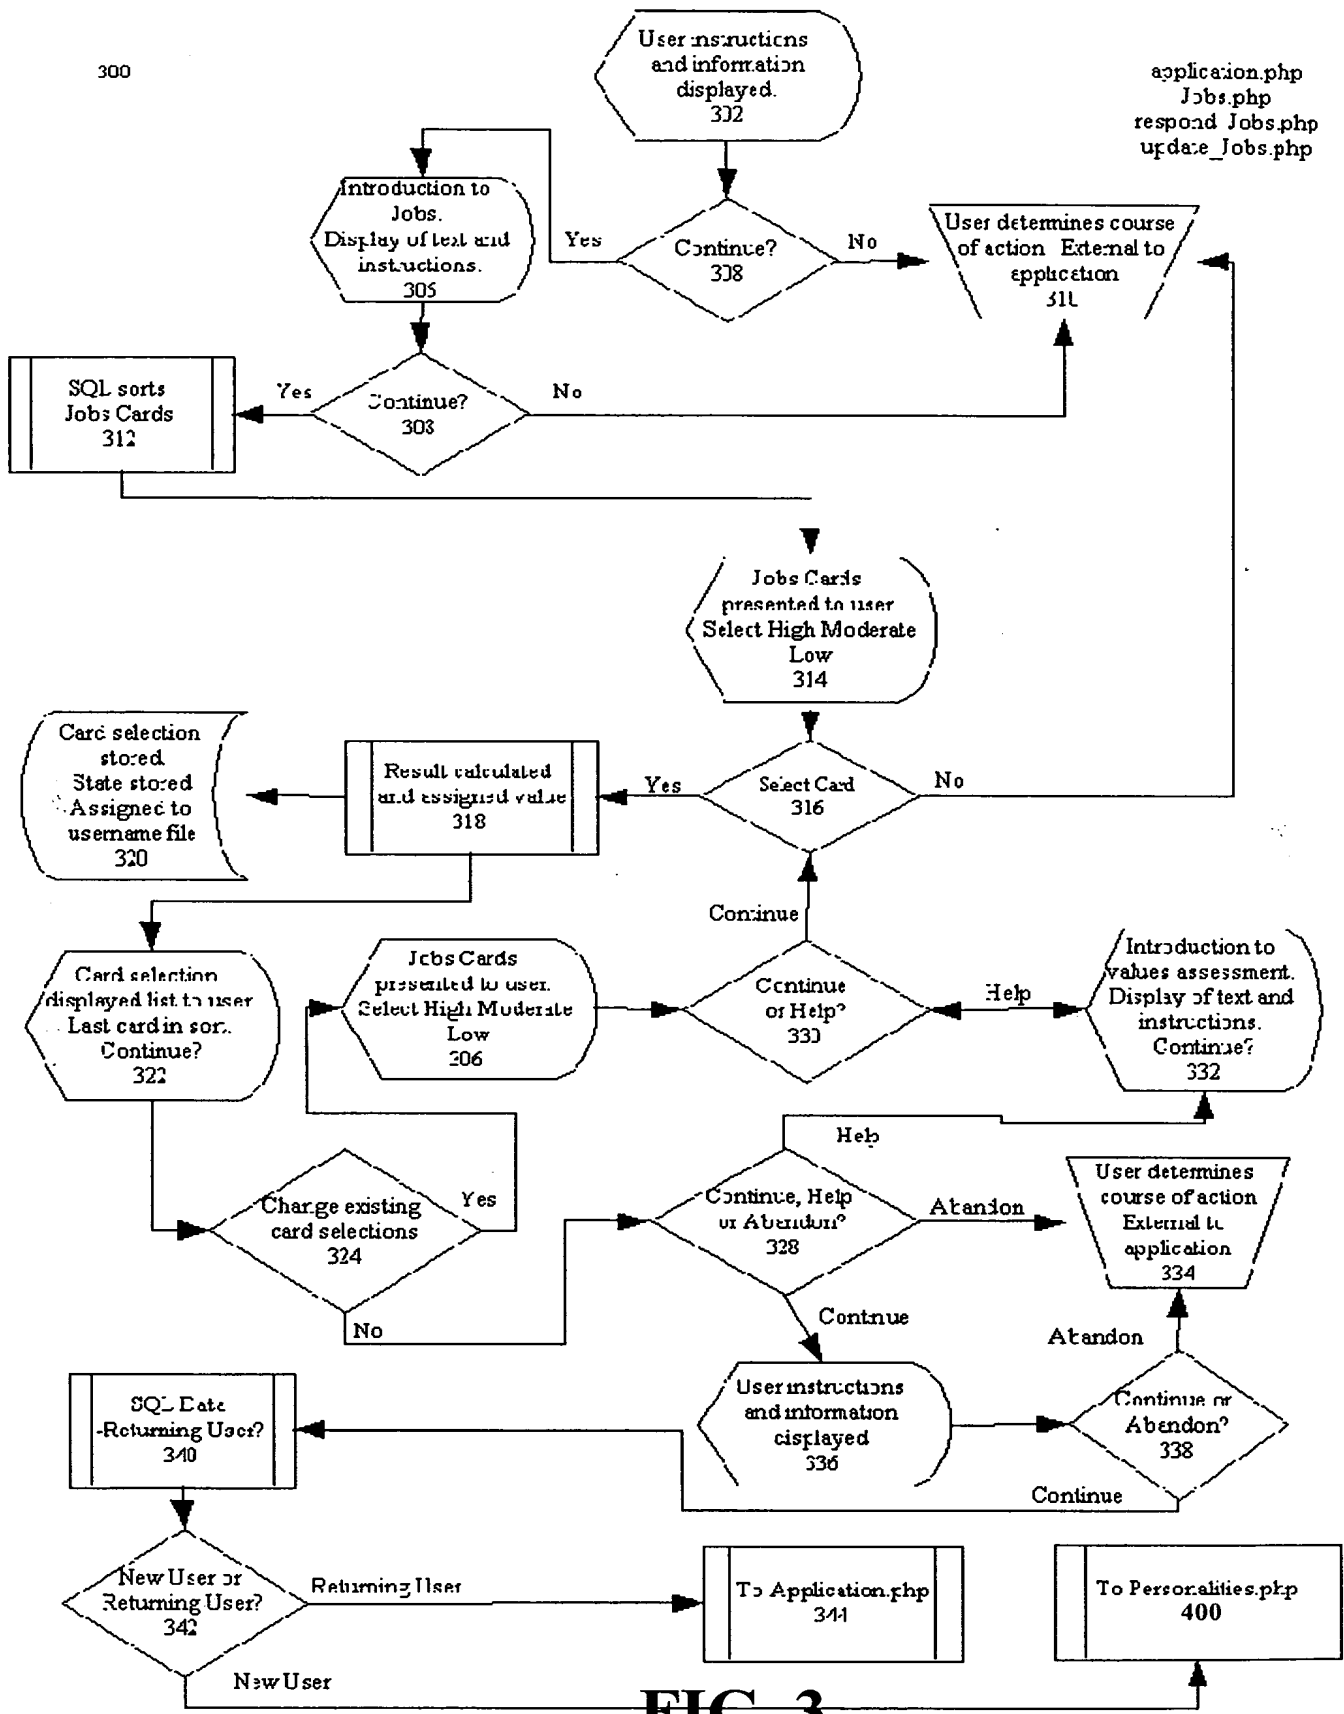 300
User instructions
and information
displayed.
302
application.php
Jobs.php
respond_Jobs.php
update_Jobs.php
Introduction to
Jobs.
Display of text and
instructions.
Yes
Continue?
308
No
User determines course
of action External to
application
SQL sorts
Jobs Cards
312
Yes
Continue?
303
No
Jobs Cards
presented to user
Select High Moderate
Low
314
Card selection
stored
State stored
Assigned to
username file
320
Result calculated
and assigned value
318
Yes
Select Card
316
No
Continue
Card selection
displayed list to user
Last card in sort.
Continue?
322
Jobs Cards
presented to user.
Select High Moderate
Low
Continue
or Help?
330
Help
Introduction to
values assessment.
Display of text and
instructions.
Continue?
332
Help
Change existing
card selections
324
Yes
No
Continue, Help
or Abandon?
328
Abandon
User determines
course of action
External to
application
334
Continue
Abandon
SQL Data
-Returning User?
340
User instructions
and information
displayed
336
Continue or
Abandon?
338
Continue
New User or
Returning User?
342
Returning User
To Application.php
344
To Personalities.php
400
New User
FIG. 3